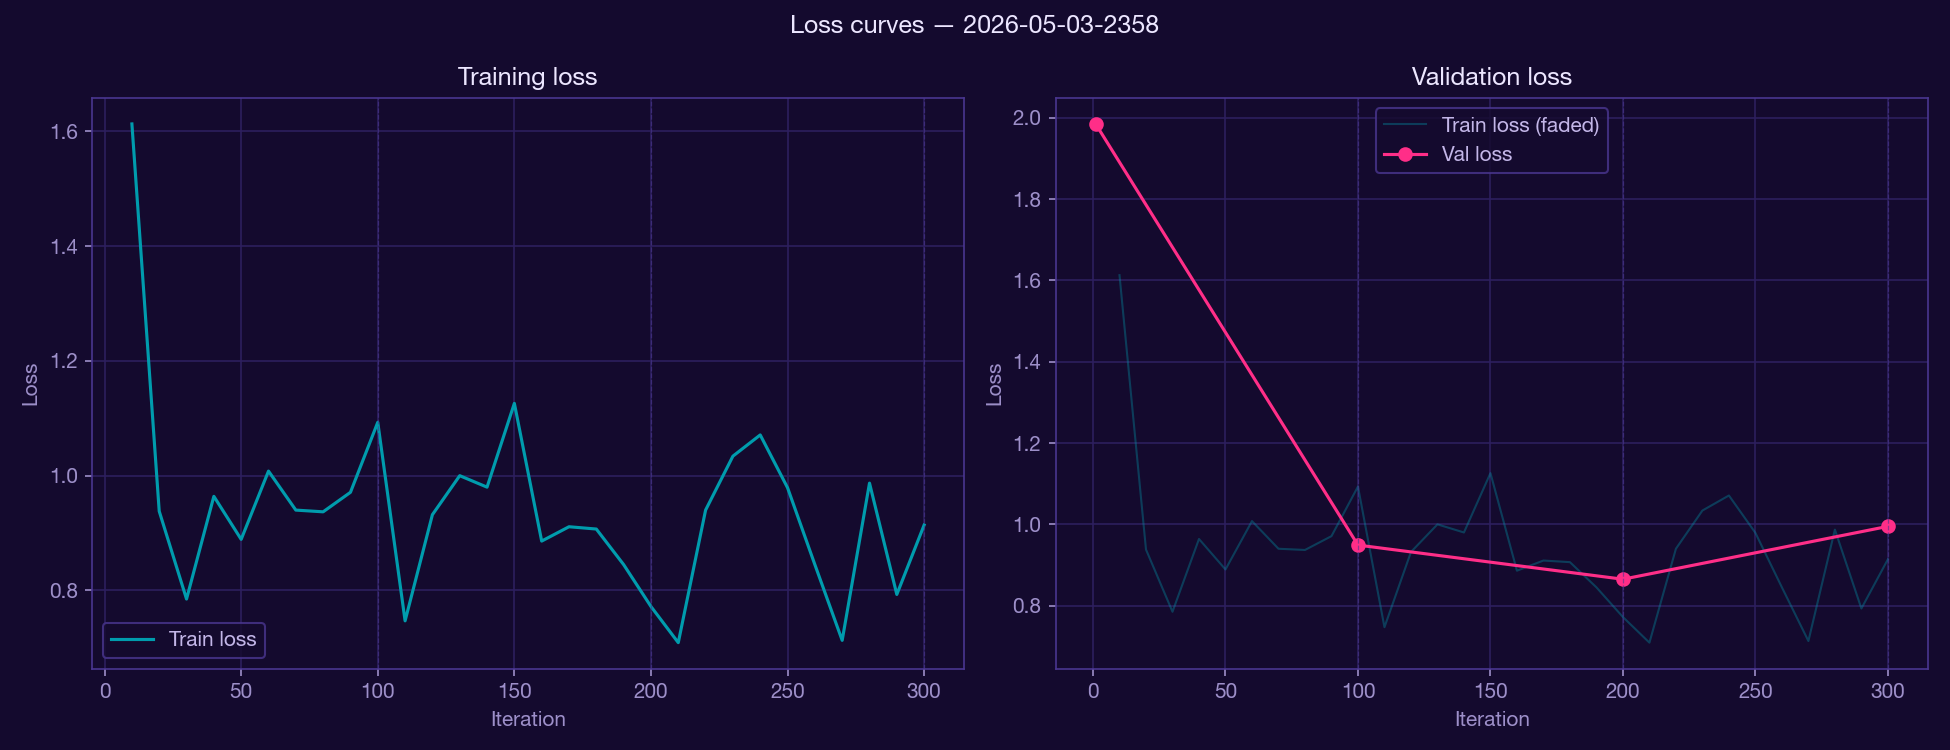 Loss curves — 2026-05-03-2358
Training loss
1.6
1.4
1.2
1.0
0.8
Loss
Train loss
0
50
100
150
200
250
300
Iteration
Validation loss
2.0
1.8
1.6
1.4
1.2
1.0
0.8
Loss
Train loss (faded)
Val loss
0
50
100
150
200
250
300
Iteration